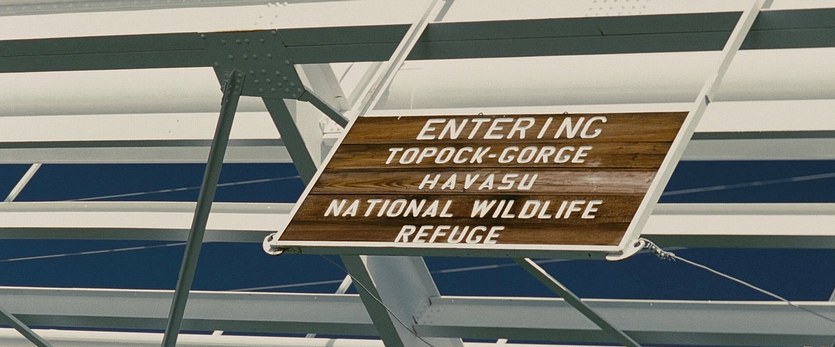 ENTERING
TOPOCK-GORGE
HAVASU
NATIONAL WILDLIFE
REFUGE